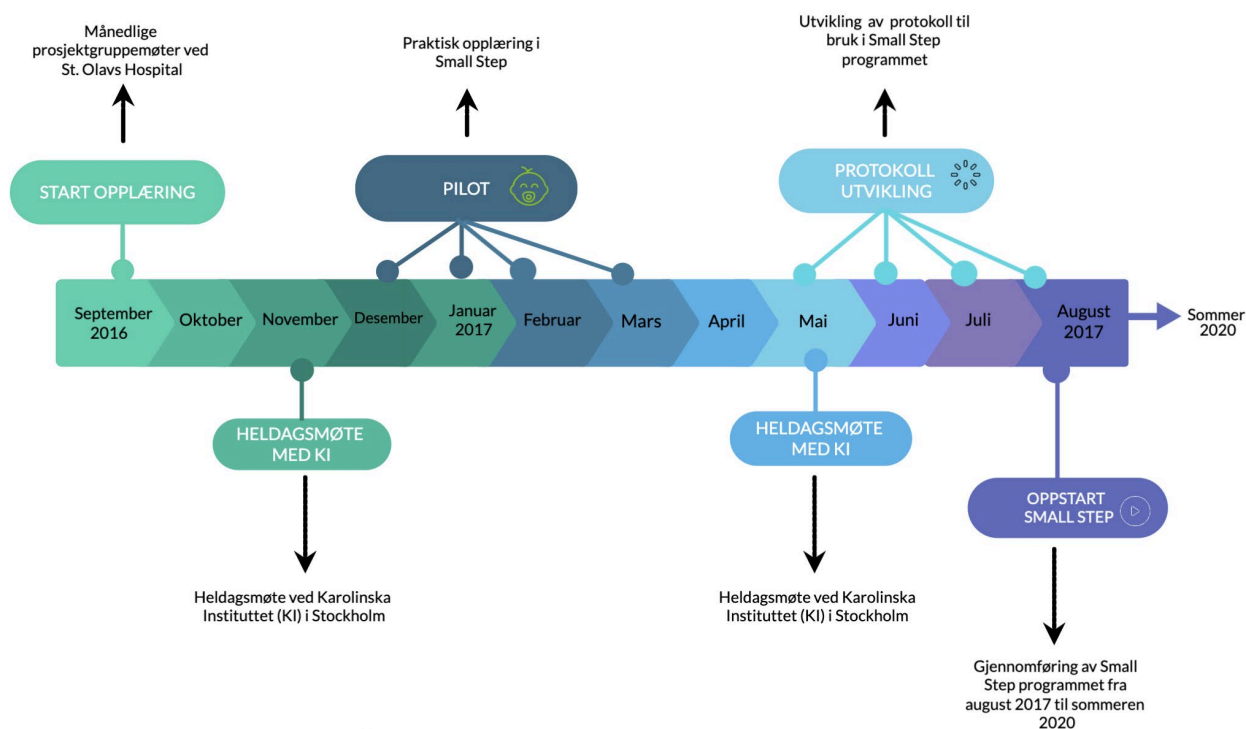 Månedlige
prosjektgruppemøter ved
St. Olavs Hospital
Praktisk opplæring i
Small Step
Utvikling av protokoll til
bruk i Small Step
programmet
START OPPLÆRING
PILOT
PROTOKOLL
UTVIKLING
September
2016
Oktober
November
Desember
Januar
2017
Februar
Mars
April
Mai
Juni
Juli
August
2017
Sommer
2020
HELDAGSMØTE
MED KI
HELDAGSMØTE
MED KI
OPPSTART
SMALL STEP
Heldagsmøte ved Karolinska
Instituttet (KI) i Stockholm
Heldagsmøte ved Karolinska
Instituttet (KI) i Stockholm
Gjennomføring av Small
Step programmet fra
august 2017 til sommeren
2020